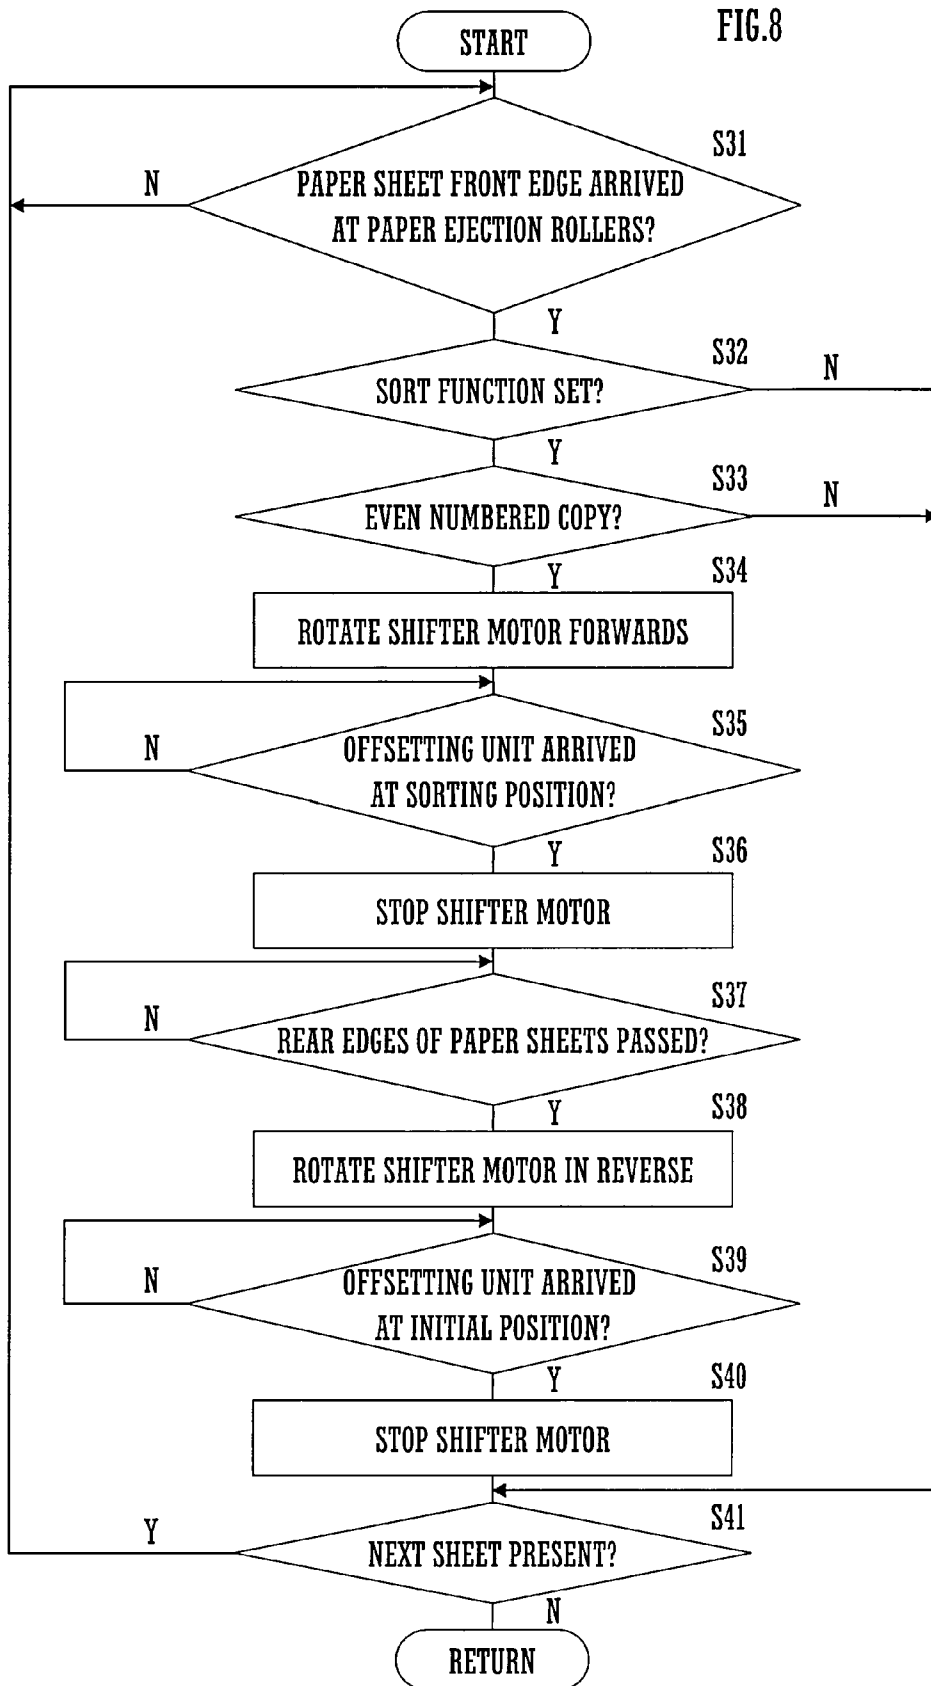 FIG.8
START
S31
N
PAPER SHEET FRONT EDGE ARRIVED
AT PAPER EJECTION ROLLERS?
Y
S32
N
SORT FUNCTION SET?
Y
S33
N
EVEN NUMBERED COPY?
Y
S34
ROTATE SHIFTER MOTOR FORWARDS
S35
N
OFFSETTING UNIT ARRIVED
AT SORTING POSITION?
Y
S36
STOP SHIFTER MOTOR
S37
N
REAR EDGES OF PAPER SHEETS PASSED?
Y
S38
ROTATE SHIFTER MOTOR IN REVERSE
S39
N
OFFSETTING UNIT ARRIVED
AT INITIAL POSITION?
Y
S40
STOP SHIFTER MOTOR
S41
Y
NEXT SHEET PRESENT?
N
RETURN